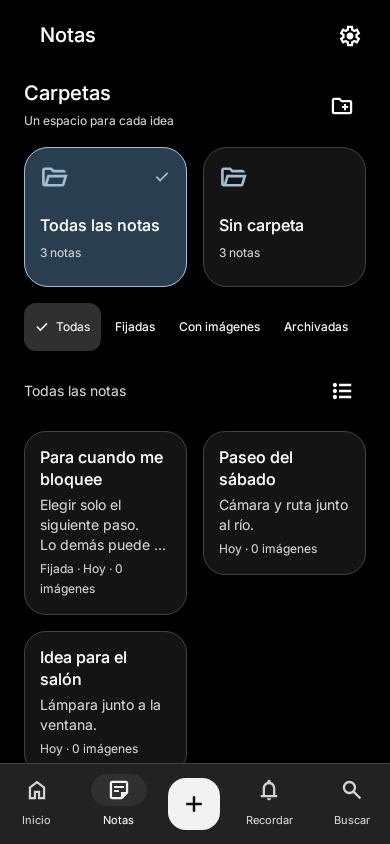 Notas
Carpetas
Un espacio para cada idea
Todas las notas
3 notas
Sin carpeta
3 notas
Todas
Fijadas
Con imágenes
Archivadas
Todas las notas
Para cuando me
bloquee
Elegir solo el
siguiente paso.
Lo demás puede ...
Fijada · Hoy · 0
imágenes
Paseo del
sábado
Cámara y ruta junto
al río.
Hoy · 0 imágenes
Idea para el
salón
Lámpara junto a la
ventana.
Hoy · 0 imágenes
Inicio
Notas
Recordar
Buscar